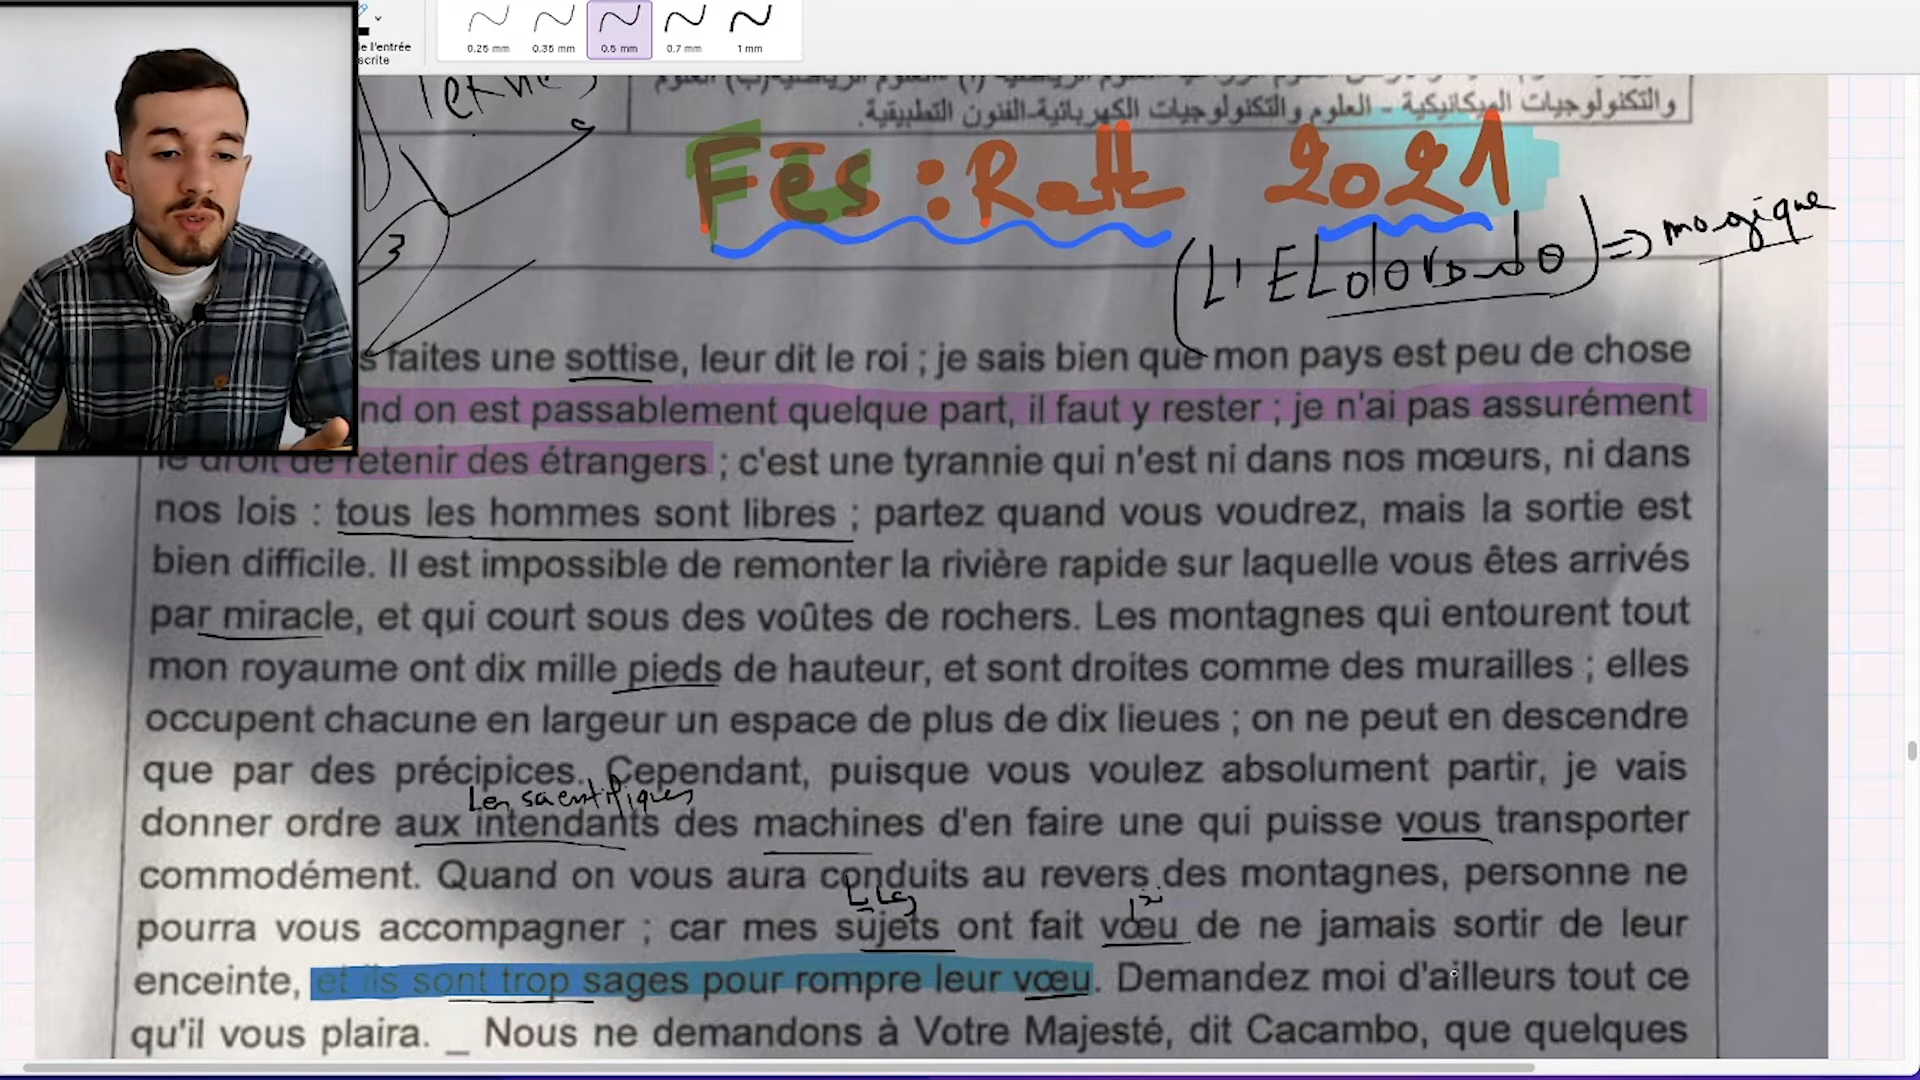 de l'entrée
scrite
0.25 mm 0.35 mm 0.5 mm 0.7 mm 1 mm
والتكنولوجيات الميكانيكية - العلوم والتكنولوجيات الكهربائية-الفنون التطبيقية.
Fès : Ratt 2021
3
(L'ELdorado) => magique
s faites une sottise, leur dit le roi ; je sais bien que mon pays est peu de chose
nd on est passablement quelque part, il faut y rester ; je n'ai pas assurément
le droit de retenir des étrangers ; c'est une tyrannie qui n'est ni dans nos mœurs, ni dans
nos lois : tous les hommes sont libres ; partez quand vous voudrez, mais la sortie est
bien difficile. Il est impossible de remonter la rivière rapide sur laquelle vous êtes arrivés
par miracle, et qui court sous des voûtes de rochers. Les montagnes qui entourent tout
mon royaume ont dix mille pieds de hauteur, et sont droites comme des murailles ; elles
occupent chacune en largeur un espace de plus de dix lieues ; on ne peut en descendre
que par des précipices. Cependant, puisque vous voulez absolument partir, je vais
Les scientifiques
donner ordre aux intendants des machines d'en faire une qui puisse vous transporter
commodément. Quand on vous aura conduits au revers des montagnes, personne ne
pourra vous accompagner ; car mes sujets ont fait vœu de ne jamais sortir de leur
enceinte, et ils sont trop sages pour rompre leur vœu. Demandez moi d'ailleurs tout ce
qu'il vous plaira. _ Nous ne demandons à Votre Majesté, dit Cacambo, que quelques